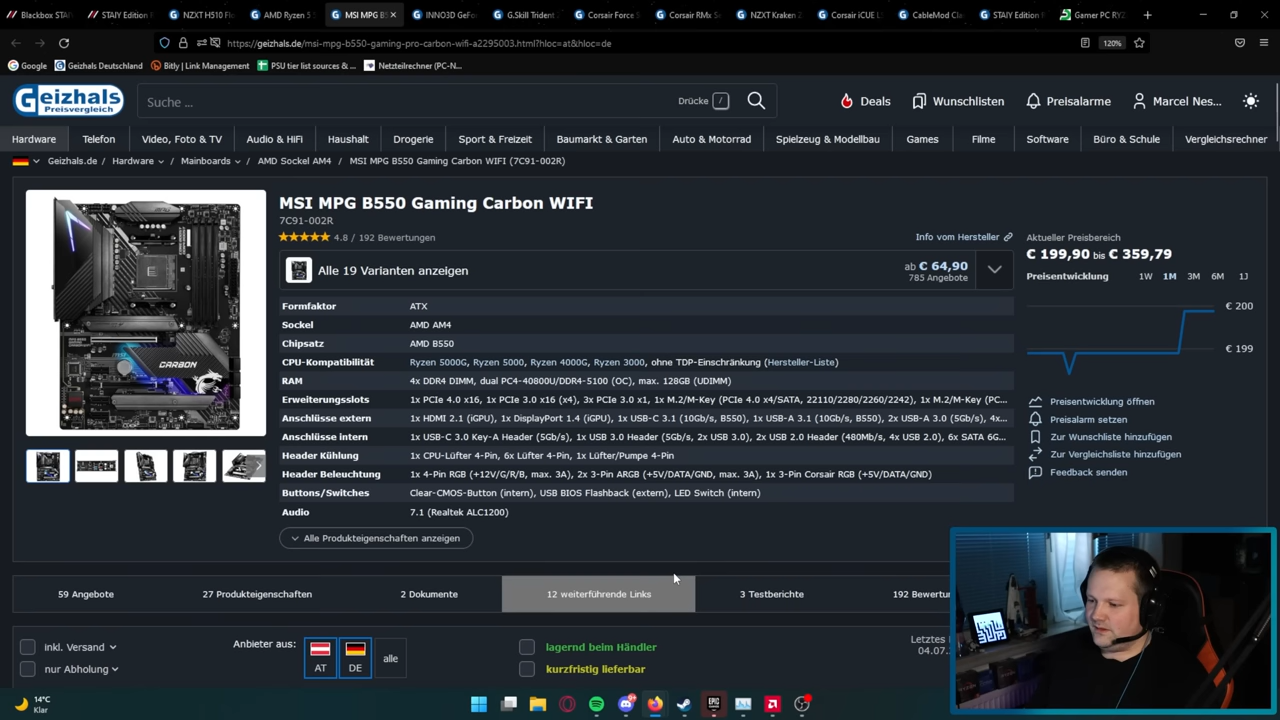 Blackbox STAI
STAIY Edition
NZXT H510 Flo
AMD Ryzen 5
MSI MPG B5
INNO3D GeFo
G.Skill Trident
Corsair Force S
Corsair RMx Se
NZXT Kraken
Corsair iCUE L
CableMod Cla
STAIY Edition
Gamer PC RYZ
https://geizhals.de/msi-mpg-b550-gaming-pro-carbon-wifi-a2295003.html?hloc=at&hloc=de
120%
Google
Geizhals Deutschland
Bitly | Link Management
PSU tier list sources & ...
Netzteilrechner (PC-N...
Geizhals
Preisvergleich
Suche ...
Drücke /
Deals
Wunschlisten
Preisalarme
Marcel Nes...
Hardware
Telefon
Video, Foto & TV
Audio & HiFi
Haushalt
Drogerie
Sport & Freizeit
Baumarkt & Garten
Auto & Motorrad
Spielzeug & Modellbau
Games
Filme
Software
Büro & Schule
Vergleichsrechner
Geizhals.de / Hardware / Mainboards / AMD Sockel AM4 / MSI MPG B550 Gaming Carbon WIFI (7C91-002R)
MSI MPG B550 Gaming Carbon WIFI
7C91-002R
4.8 / 192 Bewertungen
Info vom Hersteller
Alle 19 Varianten anzeigen
ab € 64,90
785 Angebote
Formfaktor ATX
Sockel AMD AM4
Chipsatz AMD B550
CPU-Kompatibilität Ryzen 5000G, Ryzen 5000, Ryzen 4000G, Ryzen 3000, ohne TDP-Einschränkung (Hersteller-Liste)
RAM 4x DDR4 DIMM, dual PC4-40800U/DDR4-5100 (OC), max. 128GB (UDIMM)
Erweiterungsslots 1x PCIe 4.0 x16, 1x PCIe 3.0 x16 (x4), 3x PCIe 3.0 x1, 1x M.2/M-Key (PCIe 4.0 x4/SATA, 22110/2280/2260/2242), 1x M.2/M-Key (PC...
Anschlüsse extern 1x HDMI 2.1 (iGPU), 1x DisplayPort 1.4 (iGPU), 1x USB-C 3.1 (10Gb/s, B550), 1x USB-A 3.1 (10Gb/s, B550), 2x USB-A 3.0 (5Gb/s), 4x...
Anschlüsse intern 1x USB-C 3.0 Key-A Header (5Gb/s), 1x USB 3.0 Header (5Gb/s, 2x USB 3.0), 2x USB 2.0 Header (480Mb/s, 4x USB 2.0), 6x SATA 6G...
Header Kühlung 1x CPU-Lüfter 4-Pin, 6x Lüfter 4-Pin, 1x Lüfter/Pumpe 4-Pin
Header Beleuchtung 1x 4-Pin RGB (+12V/G/R/B, max. 3A), 2x 3-Pin ARGB (+5V/DATA/GND, max. 3A), 1x 3-Pin Corsair RGB (+5V/DATA/GND)
Buttons/Switches Clear-CMOS-Button (intern), USB BIOS Flashback (extern), LED Switch (intern)
Audio 7.1 (Realtek ALC1200)
Alle Produkteigenschaften anzeigen
Aktueller Preisbereich
€ 199,90 bis € 359,79
Preisentwicklung 1W 1M 3M 6M 1J
€ 200
€ 199
Preisentwicklung öffnen
Preisalarm setzen
Zur Wunschliste hinzufügen
Zur Vergleichsliste hinzufügen
Feedback senden
CARBON
59 Angebote
27 Produkteigenschaften
2 Dokumente
12 weiterführende Links
3 Testberichte
192 Bewertun
inkl. Versand
nur Abholung
Anbieter aus:
AT
DE
alle
lagernd beim Händler
kurzfristig lieferbar
Letztes
04.07.
14°C
Klar
EPIC